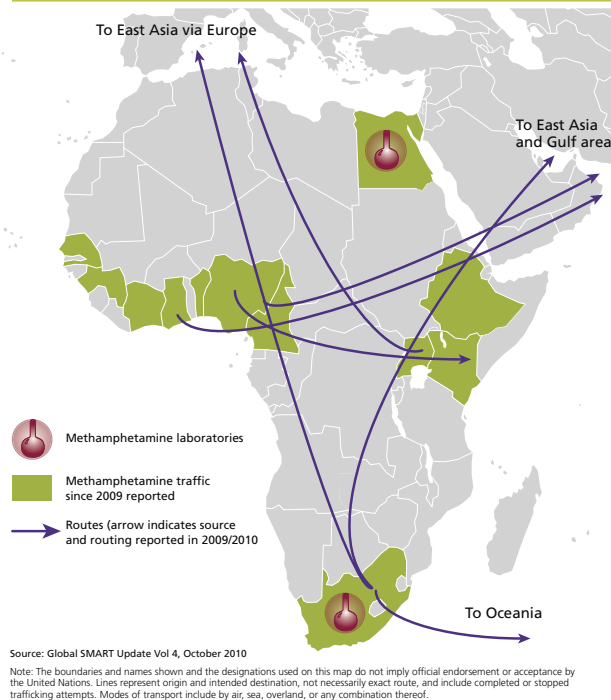 To East Asia via Europe
To East Asia
and Gulf area
Methamphetamine laboratories
Methamphetamine traffic
since 2009 reported
Routes (arrow indicates source
and routing reported in 2009/2010
To Oceania
Source: Global SMART Update Vol 4, October 2010
Note: The boundaries and names shown and the designations used on this map do not imply official endorsement or acceptance by
the United Nations. Lines represent origin and intended destination, not necessarily exact route, and include completed or stopped
trafficking attempts. Modes of transport include by air, sea, overland, or any combination thereof.